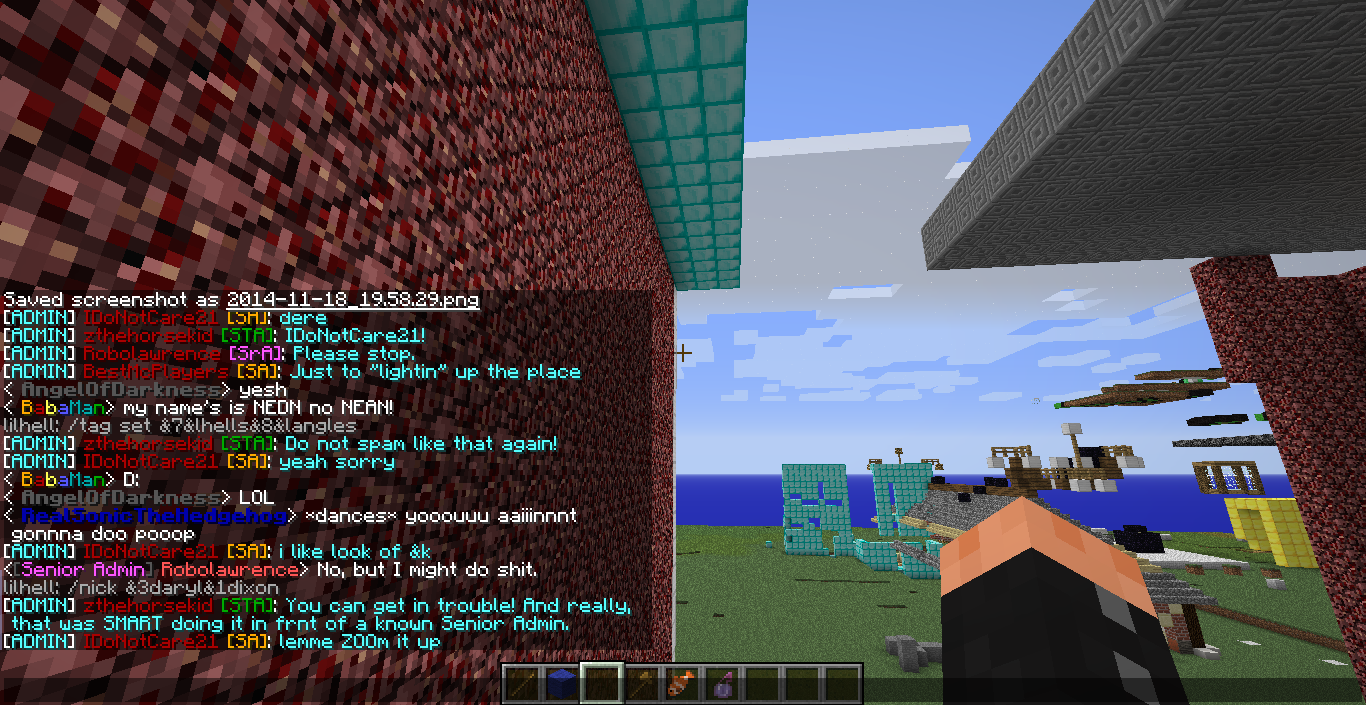 Saved screenshot as 2014-11-18_19.58.29.png
[ADMIN] IDoNotCare21 [SA]: dere
[ADMIN] zthehorsekid [STA]: IDoNotCare21!
[ADMIN] Robolawrence [SrA]: Please stop.
[ADMIN] BestMcPlayers [SA]: Just to "lightin" up the place
< AngelOfDarkness> yesh
< BabaMan> my name's is NEDN no NEAN!
lilhell: /tag set &7&lhells&8&langles
[ADMIN] zthehorsekid [STA]: Do not spam like that again!
[ADMIN] IDoNotCare21 [SA]: yeah sorry
< BabaMan> D:
< AngelOfDarkness> LOL
< RealSonicTheHedgehog> *dances* yooouuu aaiinnnt
gonnna doo pooop
[ADMIN] IDoNotCare21 [SA]: i like look of &k
<[Senior Admin] Robolawrence> No, but I might do shit.
lilhell: /nick &3daryl&1dixon
[ADMIN] zthehorsekid [STA]: You can get in trouble! And really,
that was SMART doing it in frnt of a known Senior Admin.
[ADMIN] IDoNotCare21 [SA]: lemme ZOOm it up